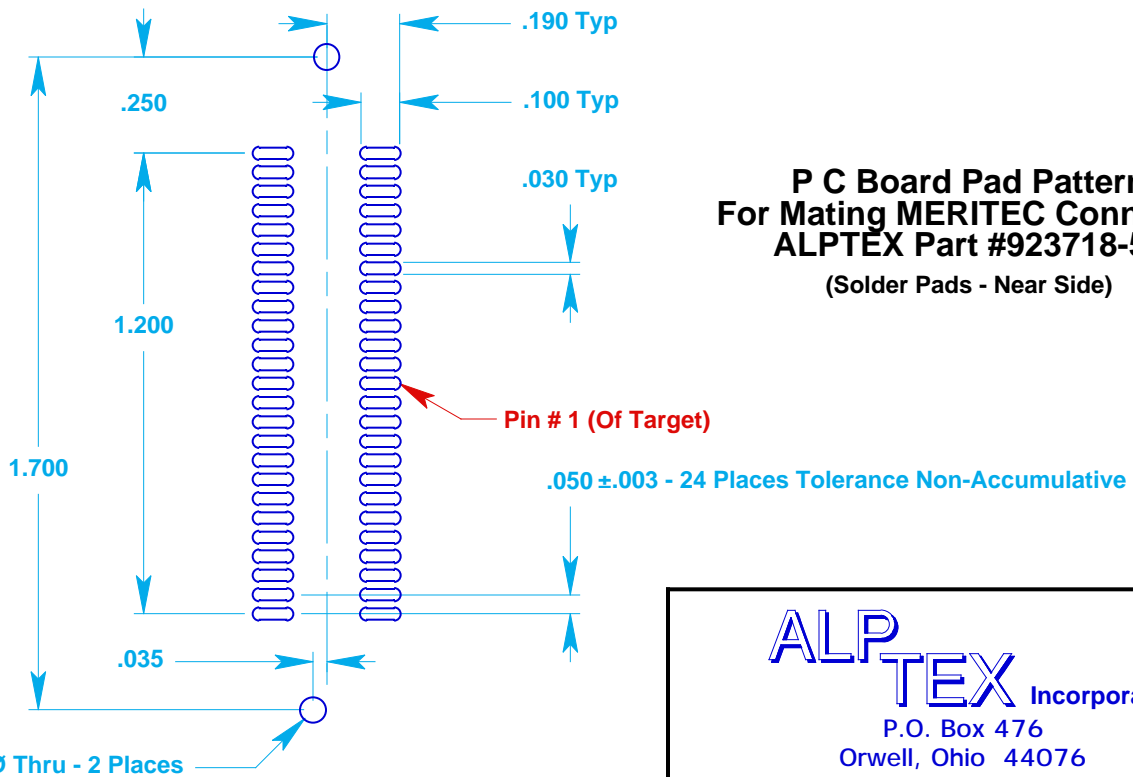 .190 Typ
.250
.100 Typ
.030 Typ
P C Board Pad Pattern
For Mating MERITEC Conn
ALPTEX Part #923718-5
(Solder Pads - Near Side)
1.200
Pin # 1 (Of Target)
1.700
.050 ±.003 - 24 Places Tolerance Non-Accumulative
.035
Ø Thru - 2 Places
ALP
TEX Incorpora
P.O. Box 476
Orwell, Ohio 44076